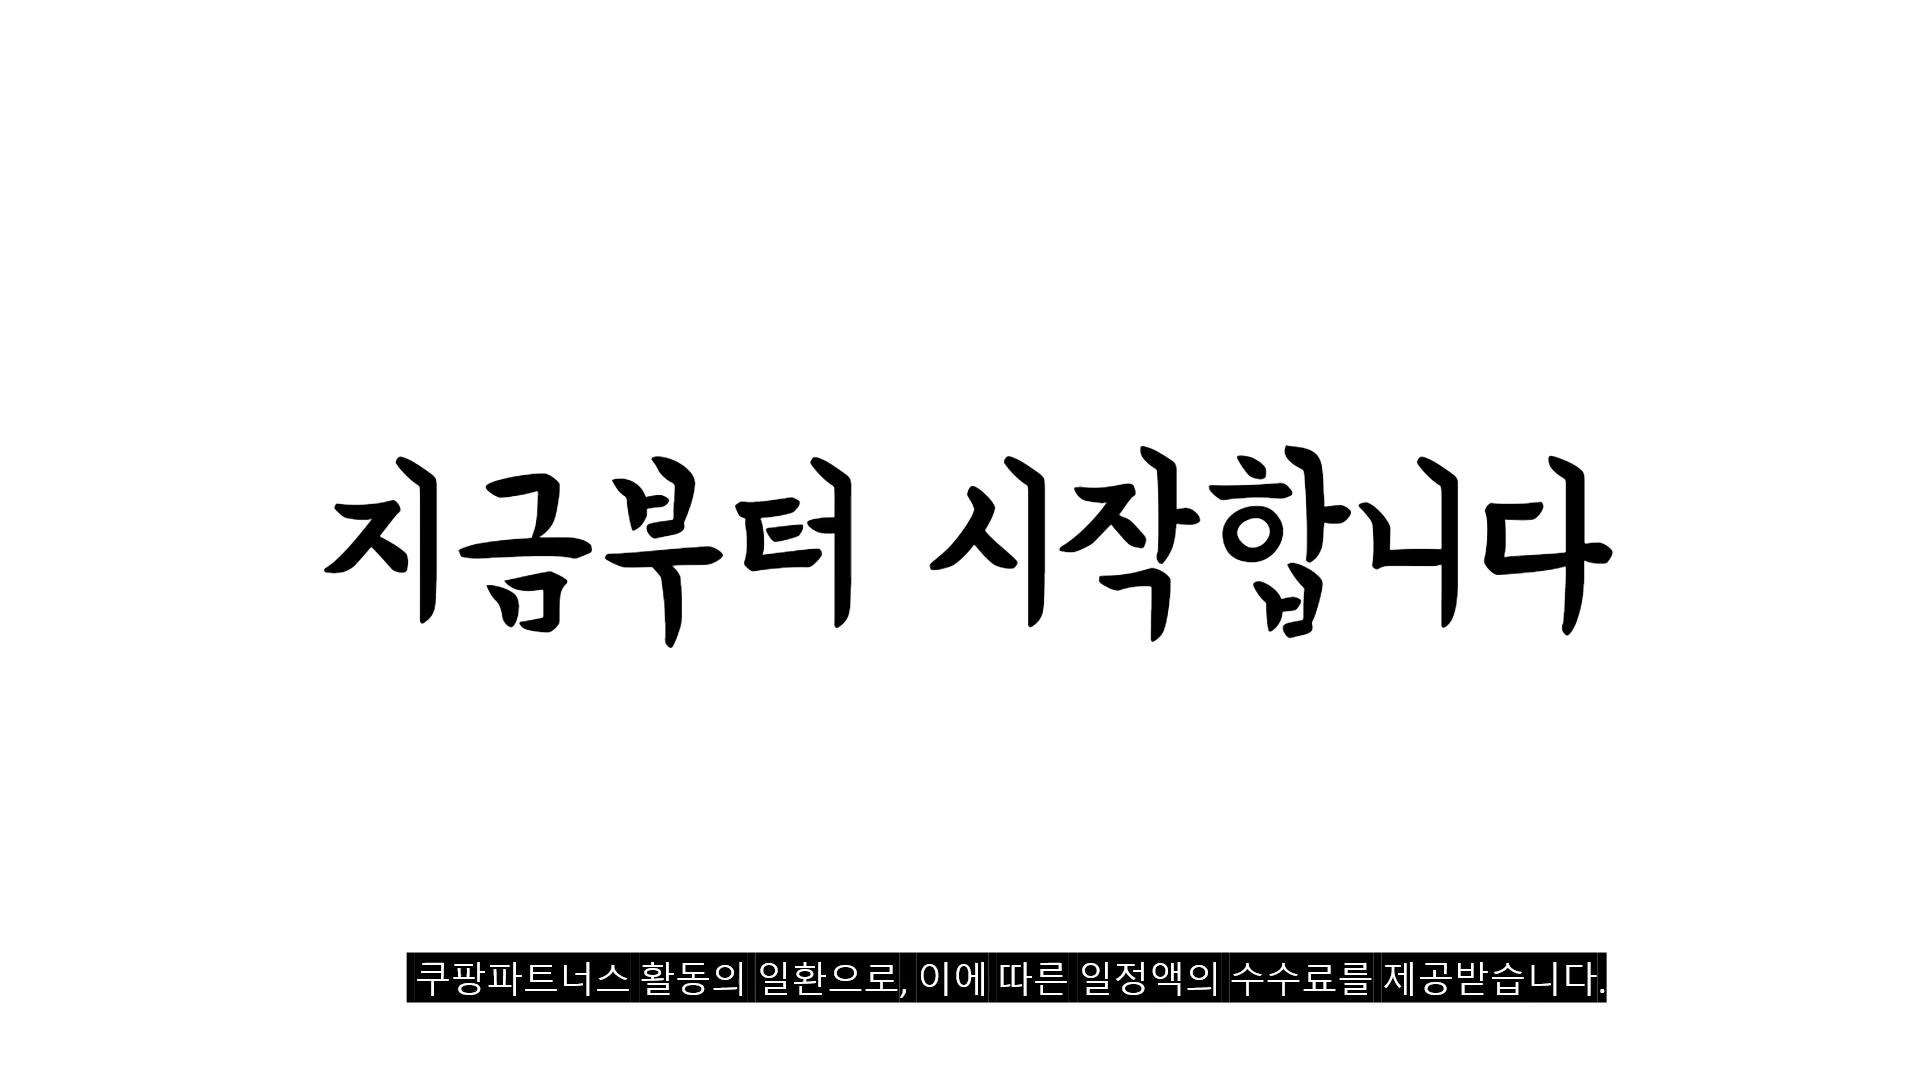 지금부터 시작합니다
쿠팡파트너스 활동의 일환으로, 이에 따른 일정액의 수수료를 제공받습니다.